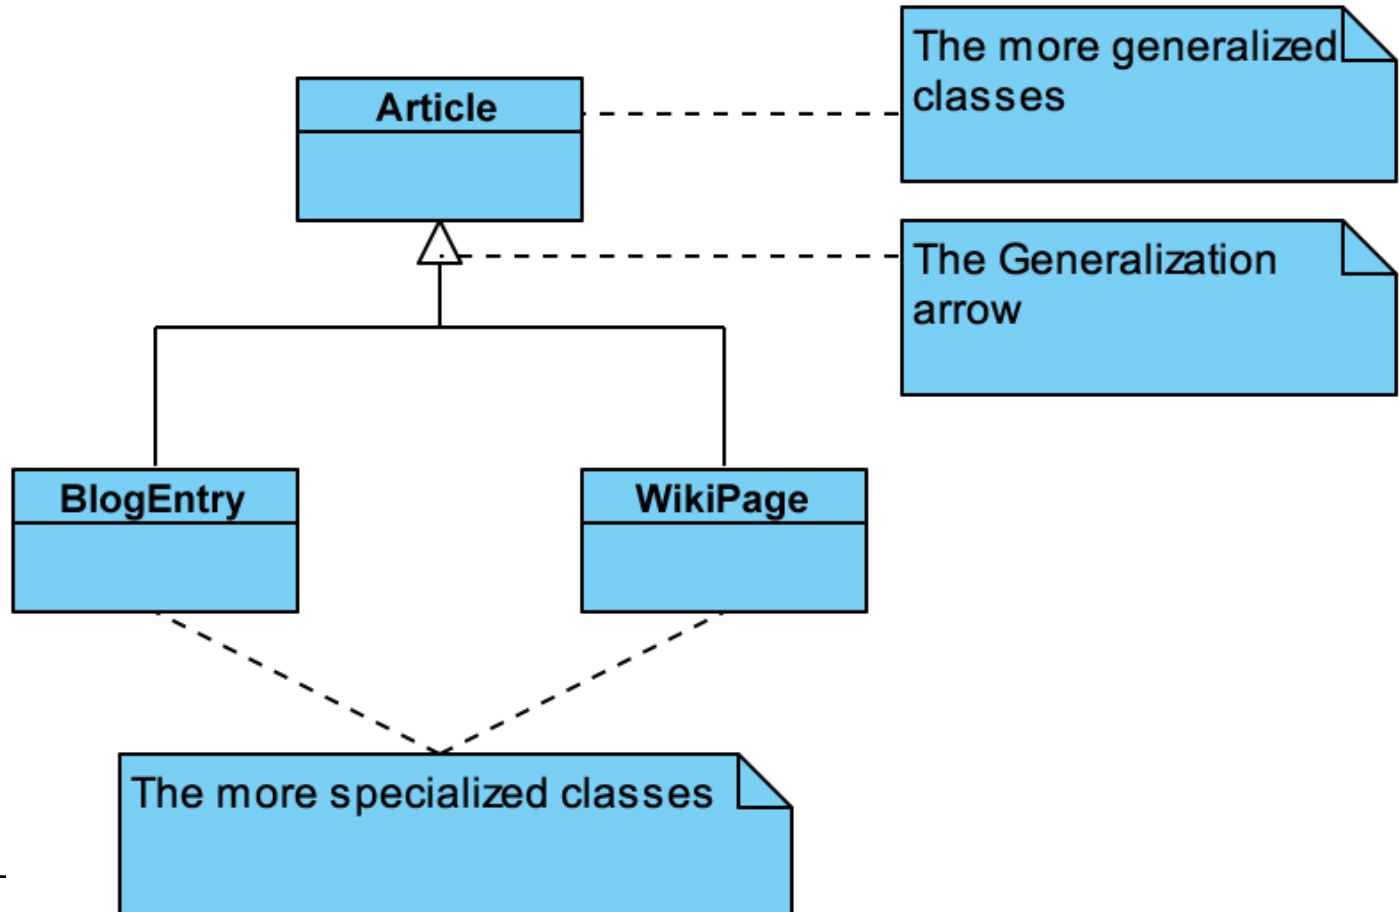 Article
The more generalized
classes
The Generalization
arrow
BlogEntry
WikiPage
The more specialized classes